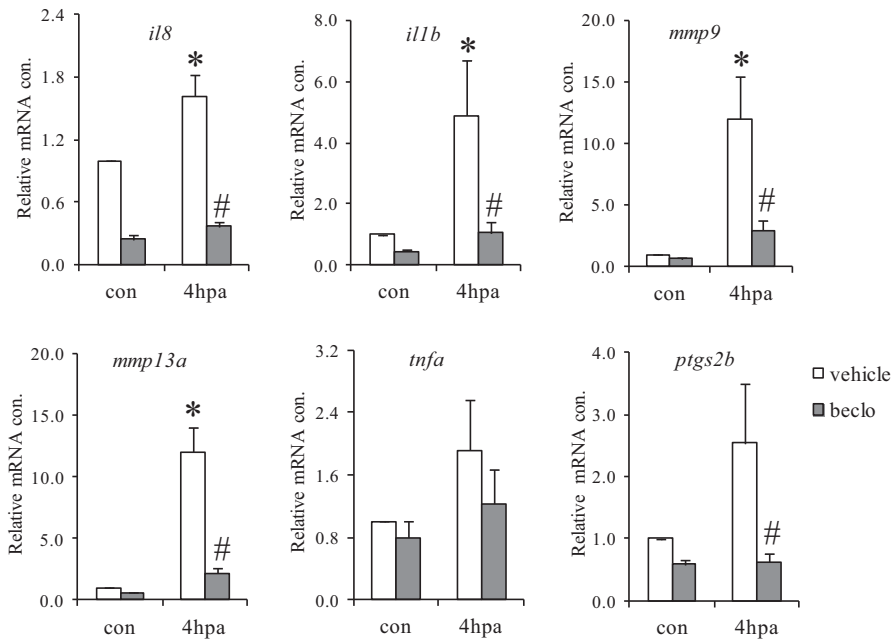 il8
Relative mRNA con.
2.4
1.8
1.2
0.6
0.0
*
#
con
4hpa
il1b
Relative mRNA con.
8.0
6.0
4.0
2.0
0.0
*
#
con
4hpa
mmp9
Relative mRNA con.
20.0
15.0
10.0
5.0
0.0
*
#
con
4hpa
mmp13a
Relative mRNA con.
20.0
15.0
10.0
5.0
0.0
*
#
con
4hpa
tnfa
Relative mRNA con.
3.2
2.4
1.6
0.8
0.0
con
4hpa
ptgs2b
Relative mRNA con.
4.0
3.0
2.0
1.0
0.0
#
con
4hpa
vehicle
beclo